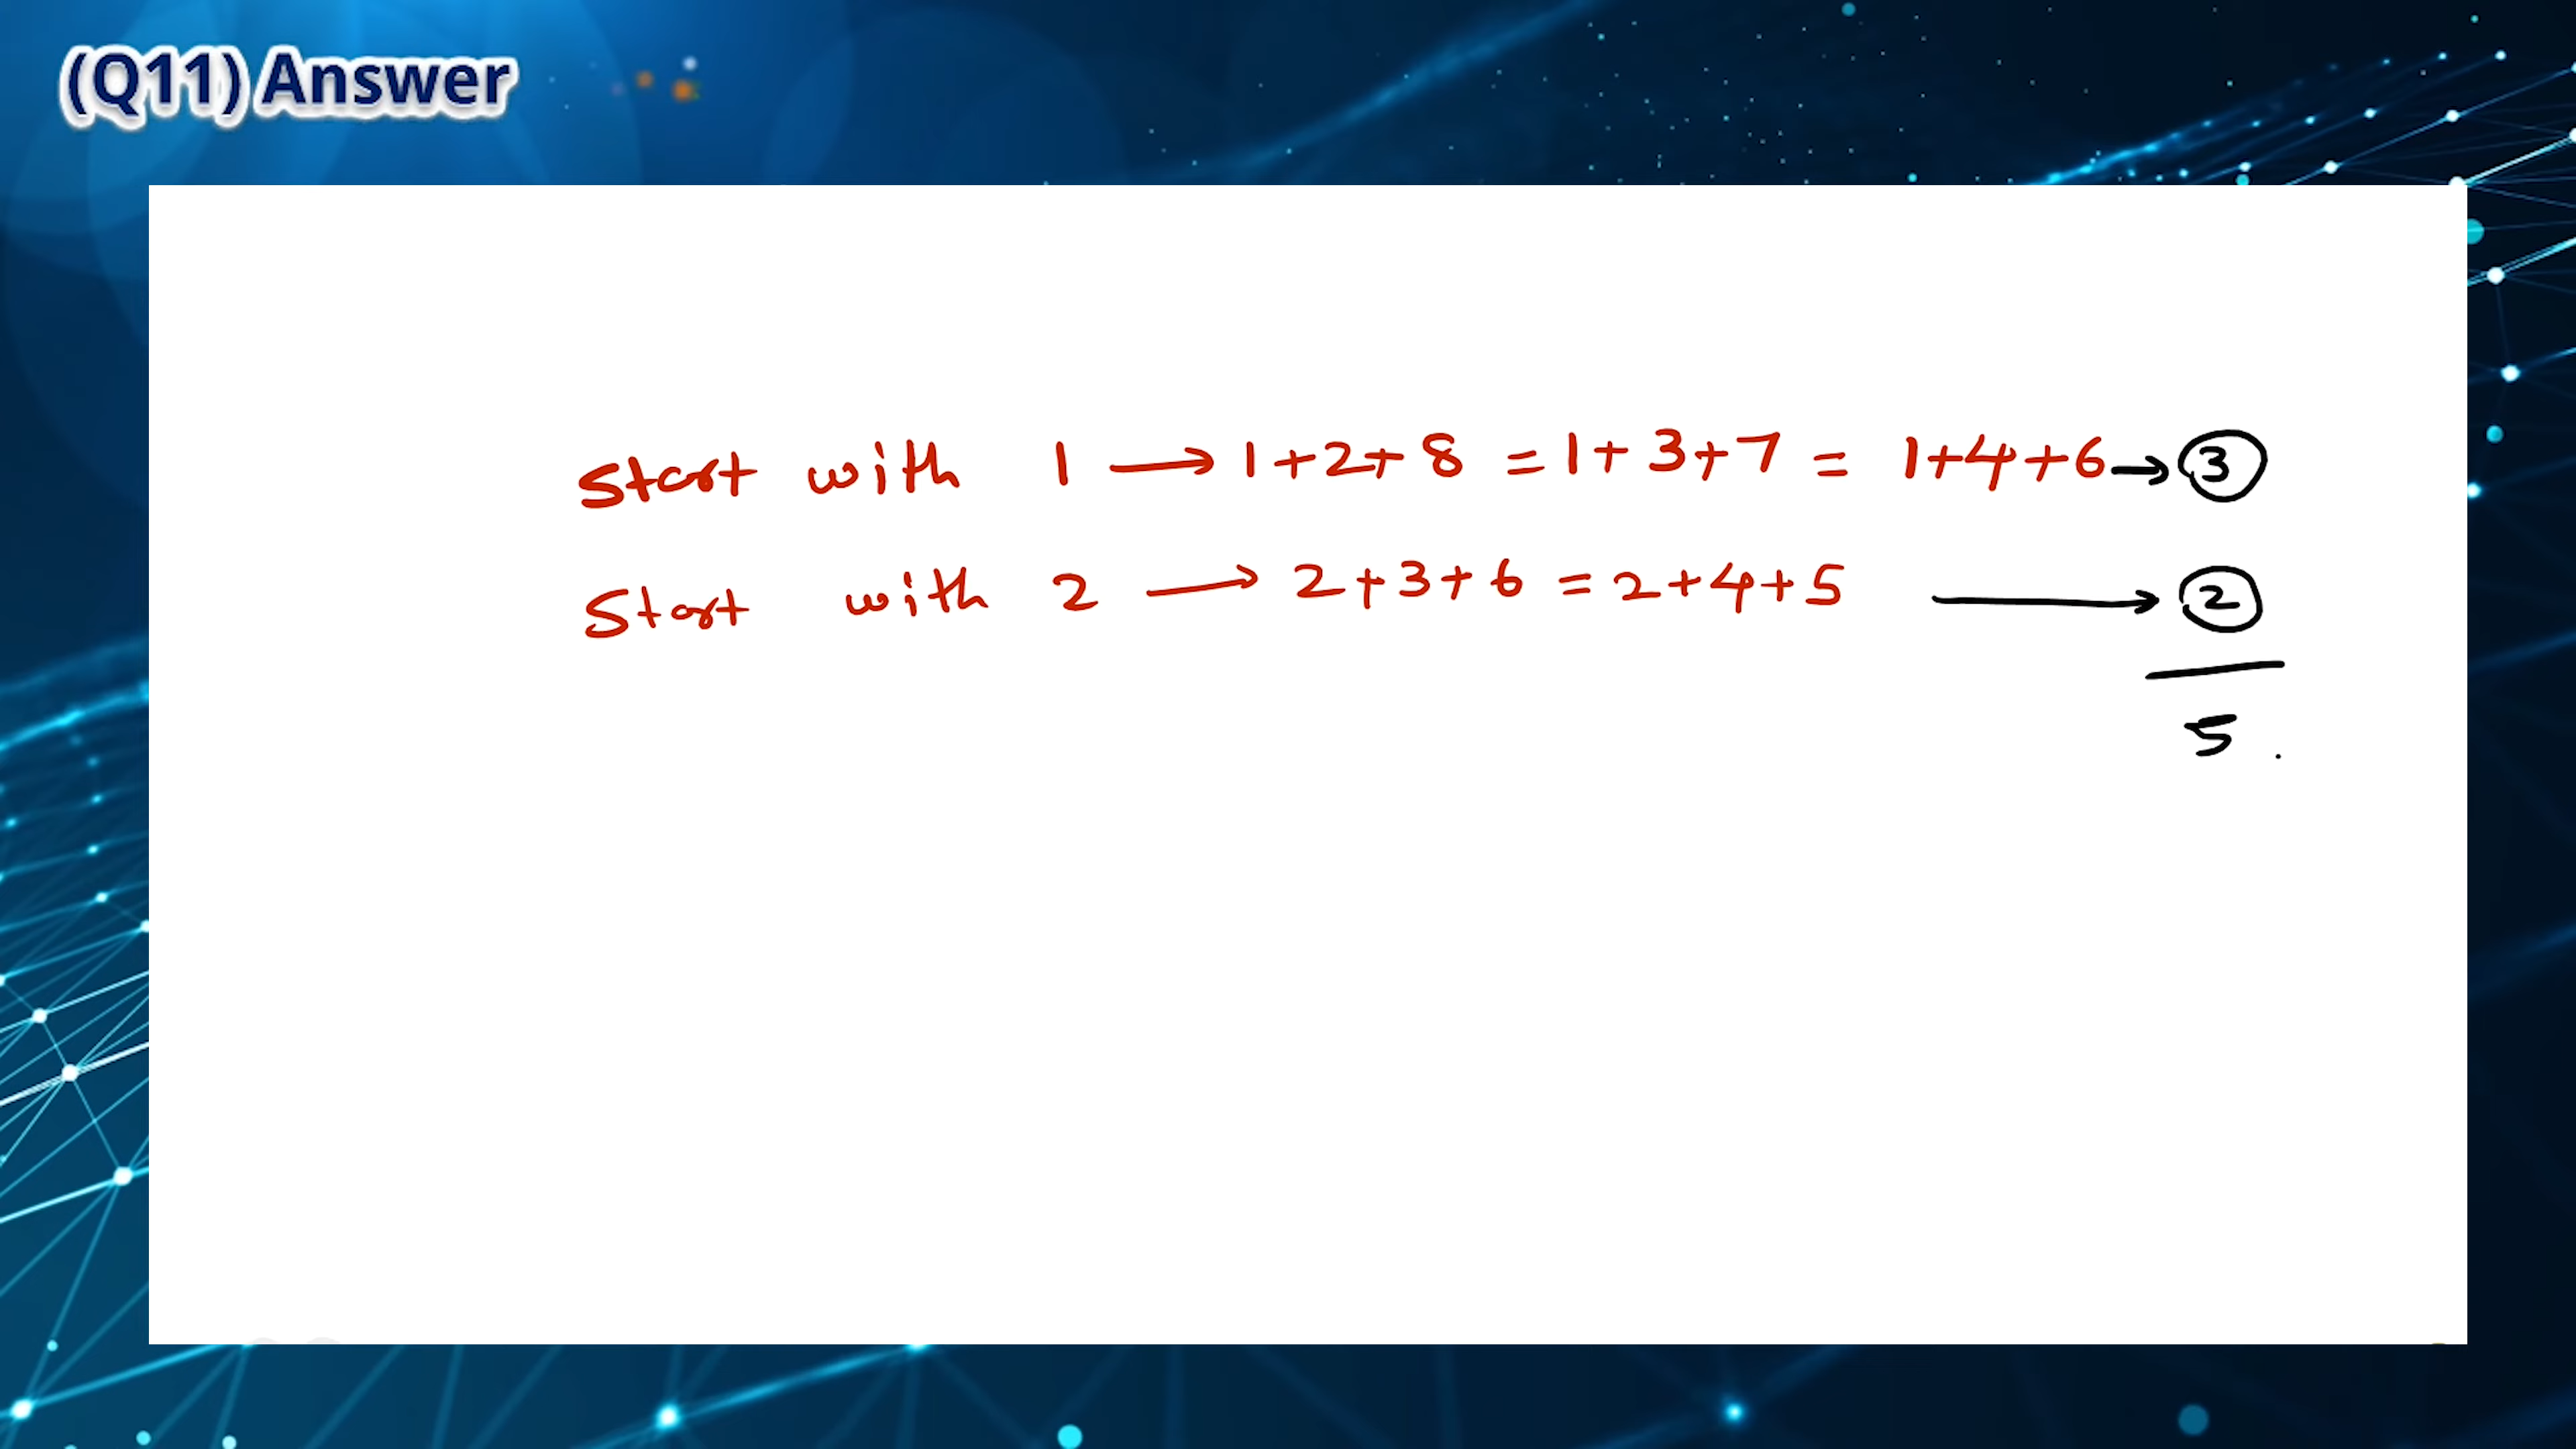 (Q11) Answer
Start with 1 → 1+2+8 = 1+3+7 = 1+4+6 → 3
Start with 2 → 2+3+6 = 2+4+5 → 2
5.